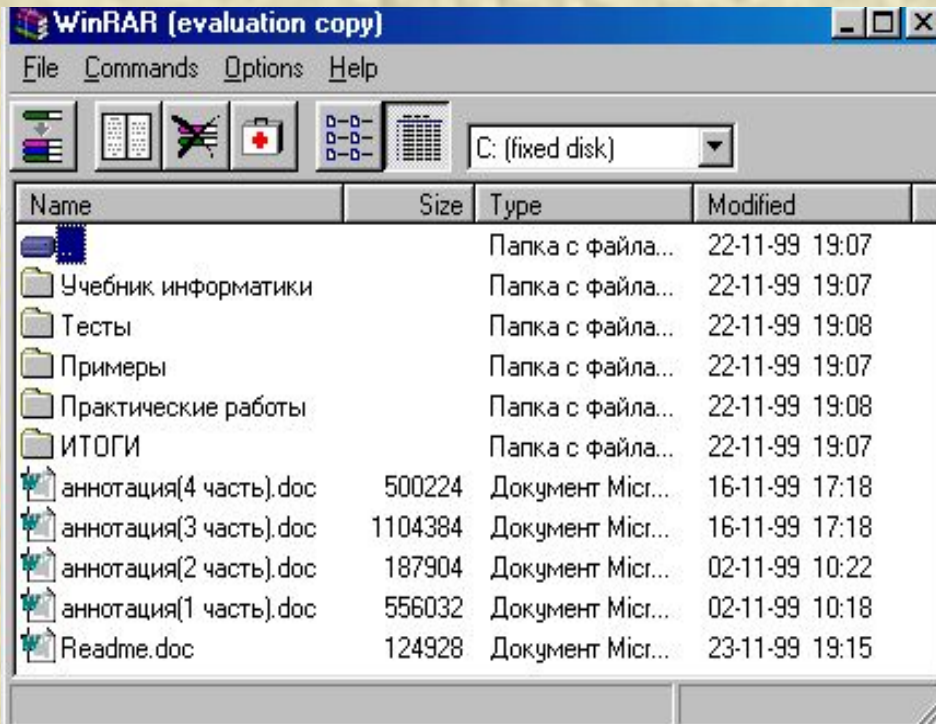 WinRAR (evaluation copy)
File Commands Options Help
C: (fixed disk)
Name Size Type Modified
.. Папка с файла... 22-11-99 19:07
Учебник информатики Папка с файла... 22-11-99 19:07
Тесты Папка с файла... 22-11-99 19:08
Примеры Папка с файла... 22-11-99 19:07
Практические работы Папка с файла... 22-11-99 19:08
ИТОГИ Папка с файла... 22-11-99 19:07
аннотация(4 часть).doc 500224 Документ Micr... 16-11-99 17:18
аннотация(3 часть).doc 1104384 Документ Micr... 16-11-99 17:18
аннотация(2 часть).doc 187904 Документ Micr... 02-11-99 10:22
аннотация(1 часть).doc 556032 Документ Micr... 02-11-99 10:18
Readme.doc 124928 Документ Micr... 23-11-99 19:15